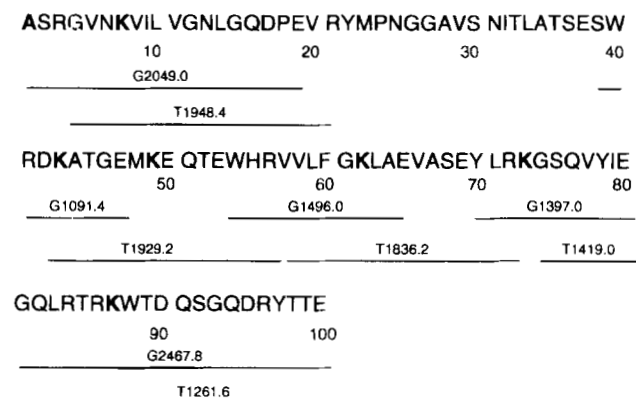 ASRGVNKVIL VGNLGQDPEV RYMPNGGAVS NITLATSESW
10 20 30 40
G2049.0
T1948.4
RDKATGEMKE QTEWHRVVLF GKLAEVASEY LRKGSQVYIE
50 60 70 80
G1091.4 G1496.0 G1397.0
T1929.2 T1836.2 T1419.0
GQLRTRKWTD QSGQDRYTTE
90 100
G2467.8
T1261.6